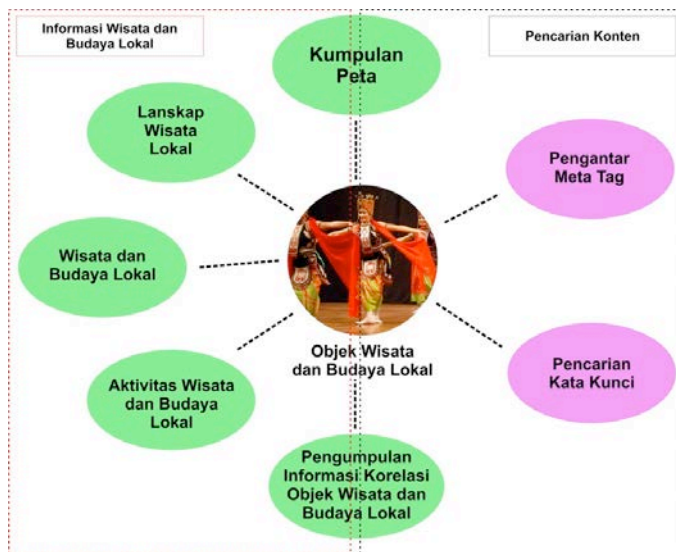 Informasi Wisata dan
Budaya Lokal
Kumpulan
Peta
Pencarian Konten
Lanskap
Wisata
Lokal
Pengantar
Meta Tag
Wisata dan
Budaya Lokal
Objek Wisata
dan Budaya Lokal
Aktivitas Wisata
dan Budaya
Lokal
Pencarian
Kata Kunci
Pengumpulan
Informasi Korelasi
Objek Wisata dan
Budaya Lokal